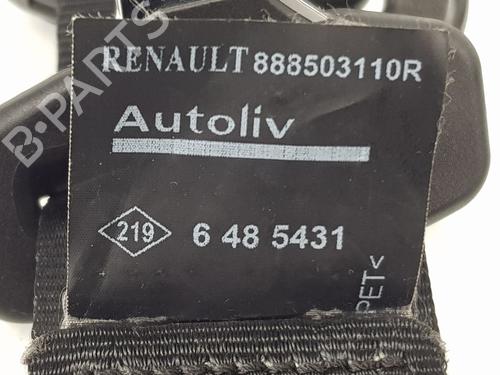 RENAULT 888503110R
Autoliv
219 6 48 5431
PET<
B-PARTS